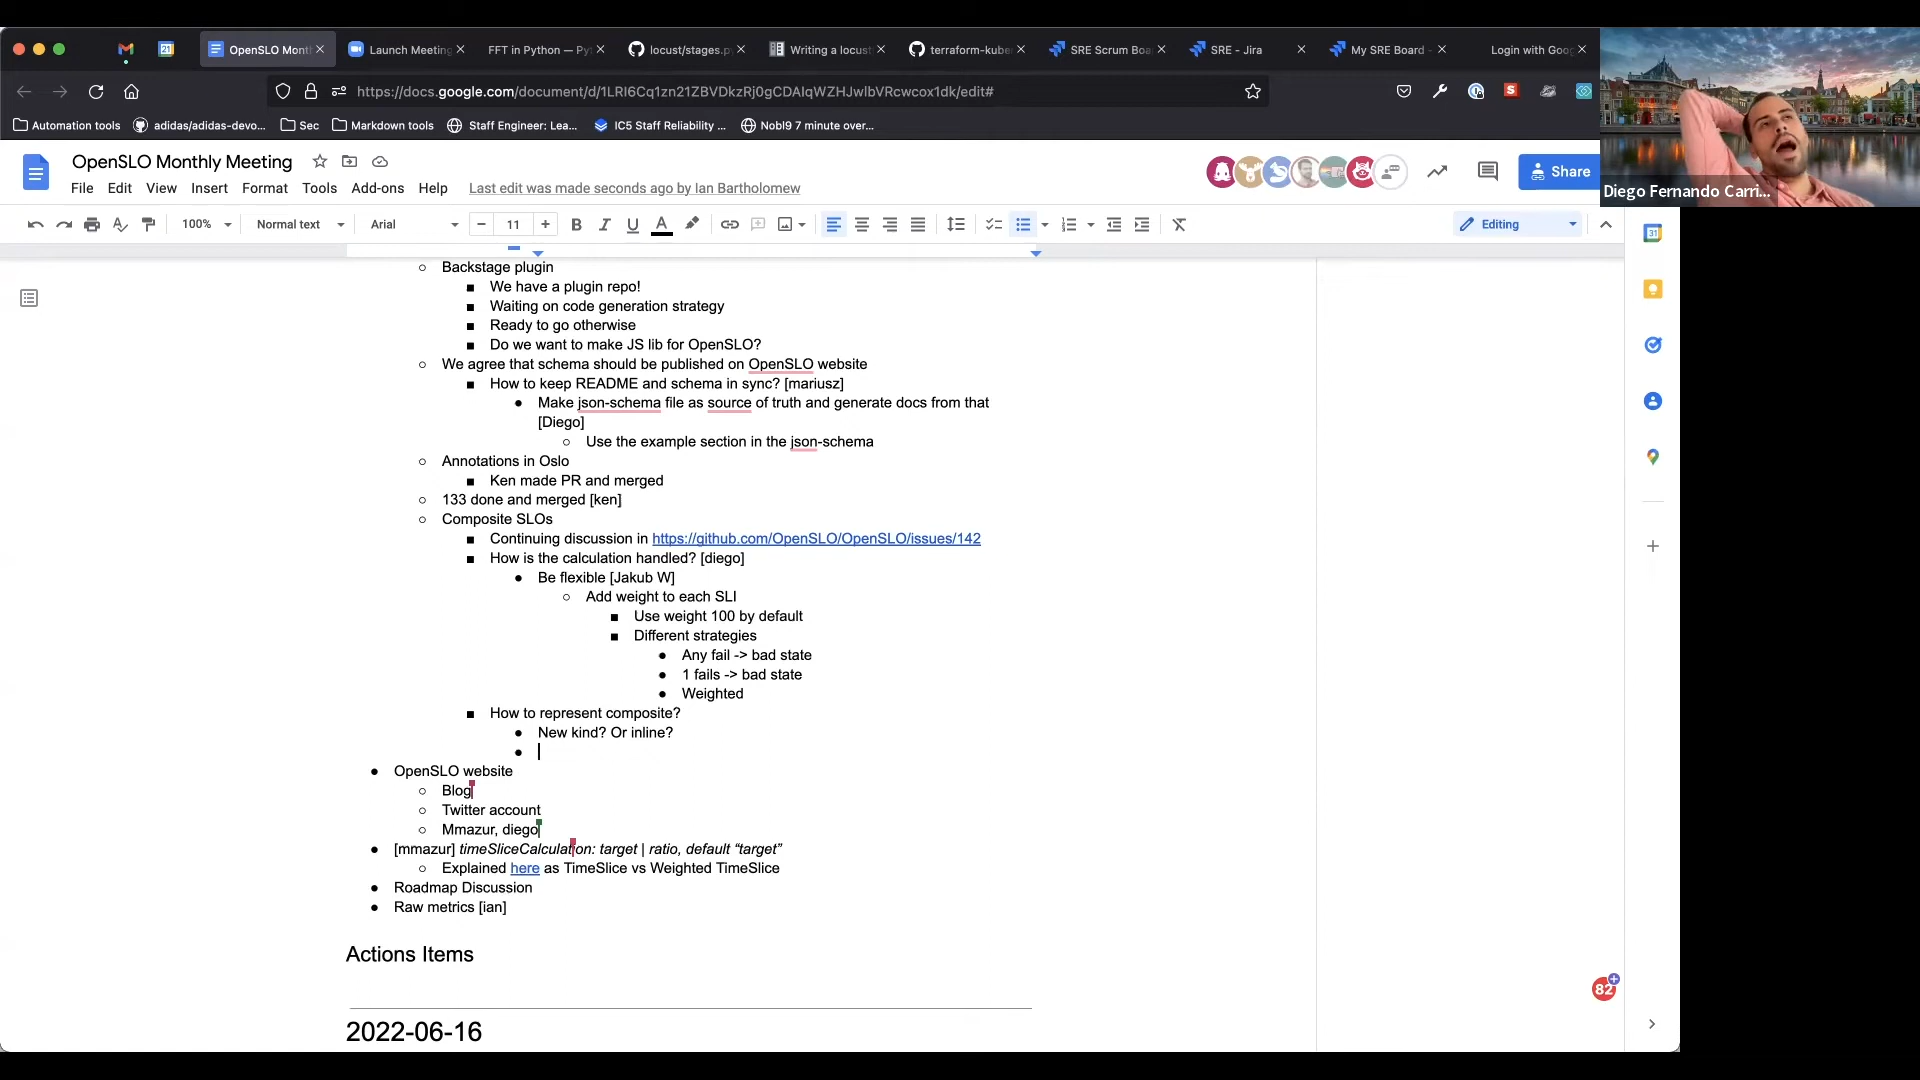 OpenSLO Mont
Launch Meeting
FFT in Python — Py
locust/stages.p
Writing a locus
terraform-kube
SRE Scrum Boa
SRE - Jira
My SRE Board -
Login with Goo
https://docs.google.com/document/d/1LRI6Cq1zn21ZBVDkzRj0gCDAIqWZHJwlbVRcwcox1dk/edit#
Automation tools
adidas/adidas-devo...
Sec
Markdown tools
Staff Engineer: Lea...
IC5 Staff Reliability ...
Nobl9 7 minute over...
OpenSLO Monthly Meeting
File Edit View Insert Format Tools Add-ons Help
Last edit was made seconds ago by Ian Bartholomew
Share
Diego Fernando Carri...
100% Normal text Arial 11 Editing
Backstage plugin
We have a plugin repo!
Waiting on code generation strategy
Ready to go otherwise
Do we want to make JS lib for OpenSLO?
We agree that schema should be published on OpenSLO website
How to keep README and schema in sync? [mariusz]
Make json-schema file as source of truth and generate docs from that
[Diego]
Use the example section in the json-schema
Annotations in Oslo
Ken made PR and merged
133 done and merged [ken]
Composite SLOs
Continuing discussion in https://github.com/OpenSLO/OpenSLO/issues/142
How is the calculation handled? [diego]
Be flexible [Jakub W]
Add weight to each SLI
Use weight 100 by default
Different strategies
Any fail -> bad state
1 fails -> bad state
Weighted
How to represent composite?
New kind? Or inline?
OpenSLO website
Blog
Twitter account
Mmazur, diego
[mmazur] timeSliceCalculation: target | ratio, default “target”
Explained here as TimeSlice vs Weighted TimeSlice
Roadmap Discussion
Raw metrics [ian]
Actions Items
82
2022-06-16